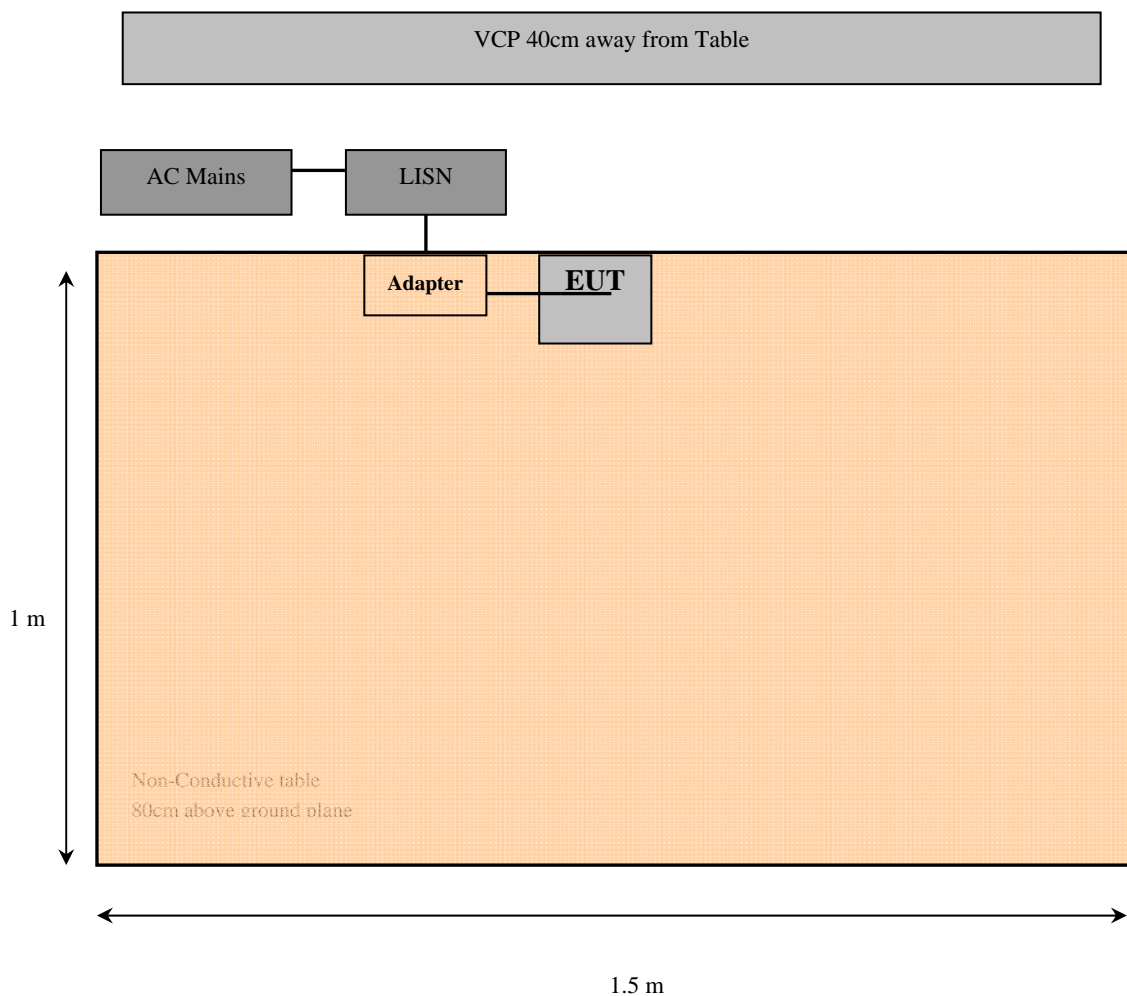 VCP 40cm away from Table
AC Mains
LISN
Adapter
EUT
1 m
Non-Conductive table
80cm above ground plane
1.5 m